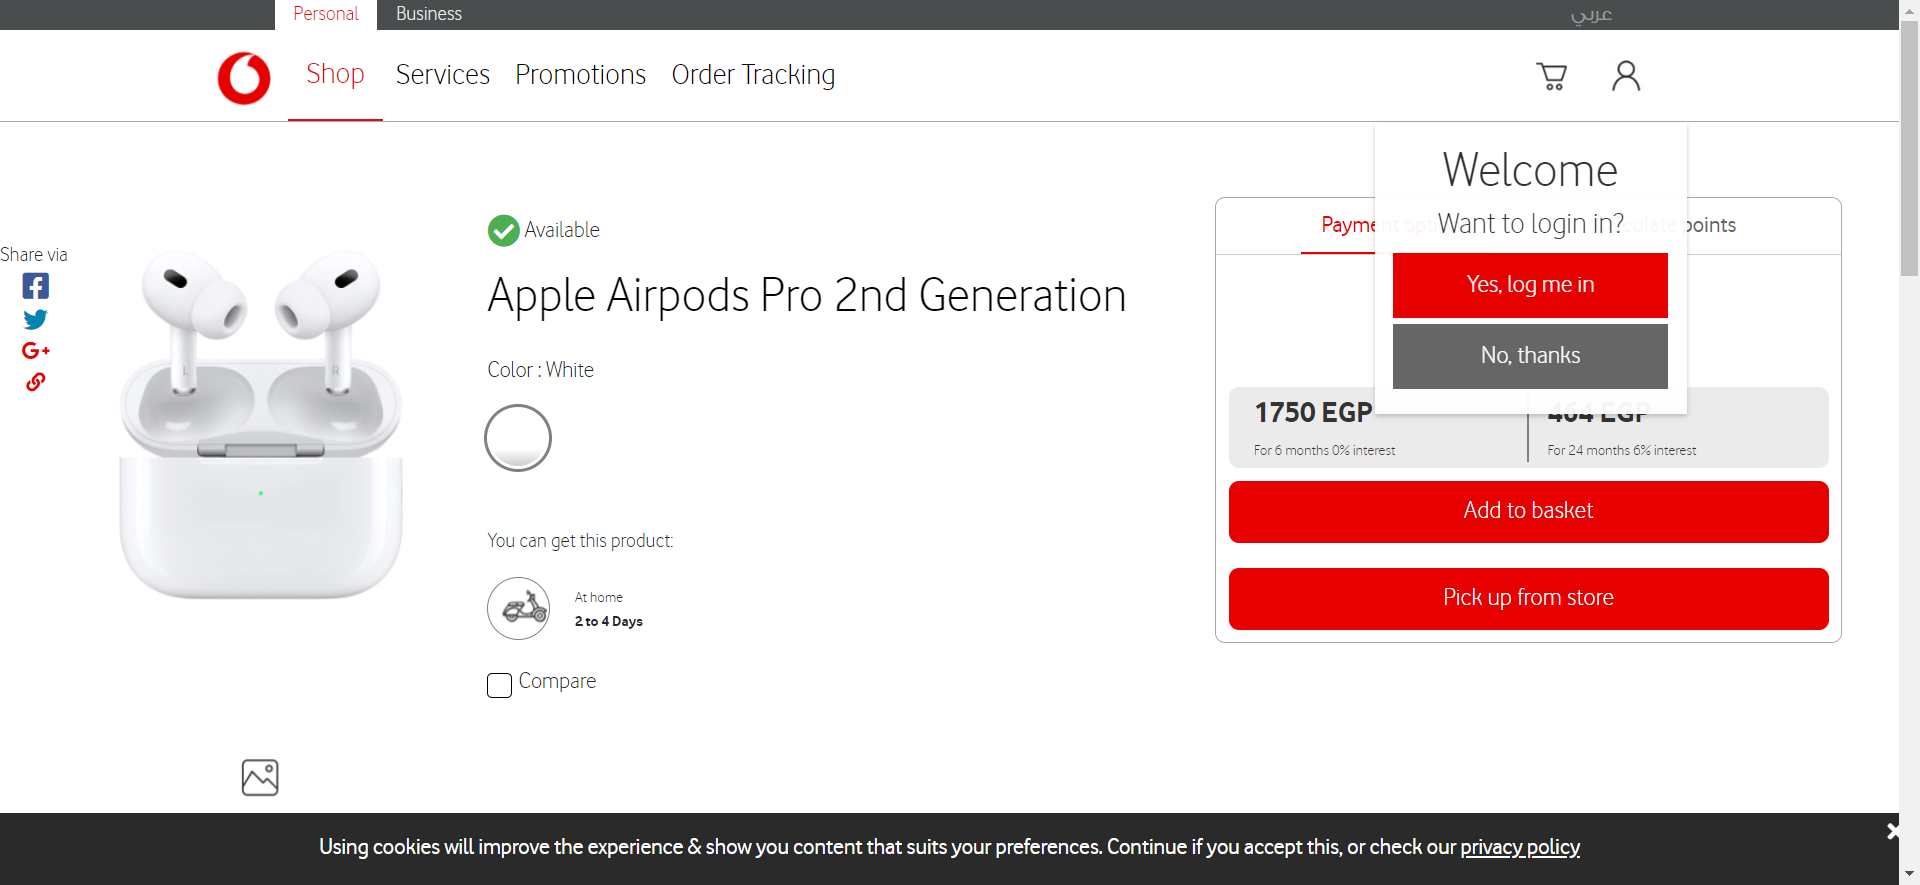 Personal
Business
عربي
Shop
Services
Promotions
Order Tracking
Welcome
Want to login in?
Yes, log me in
No, thanks
Share via
Available
Apple Airpods Pro 2nd Generation
Color : White
You can get this product:
At home
2 to 4 Days
Compare
points
1750 EGP
464 EGP
For 6 months 0% interest
For 24 months 6% interest
Add to basket
Pick up from store
L
R
G+
Using cookies will improve the experience & show you content that suits your preferences. Continue if you accept this, or check our privacy policy